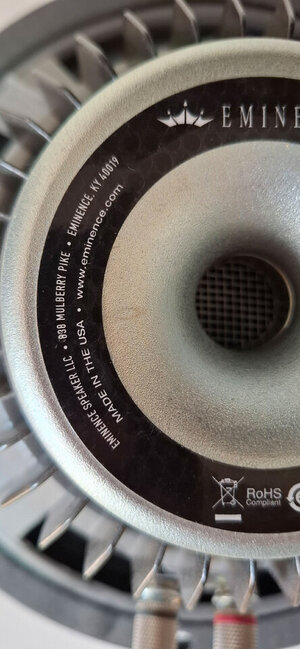 EMINE
EMINENCE SPEAKER LLC • 838 MULBERRY PIKE • EMINENCE, KY 40019
MADE IN THE USA • www.eminence.com
RoHS
Compliant